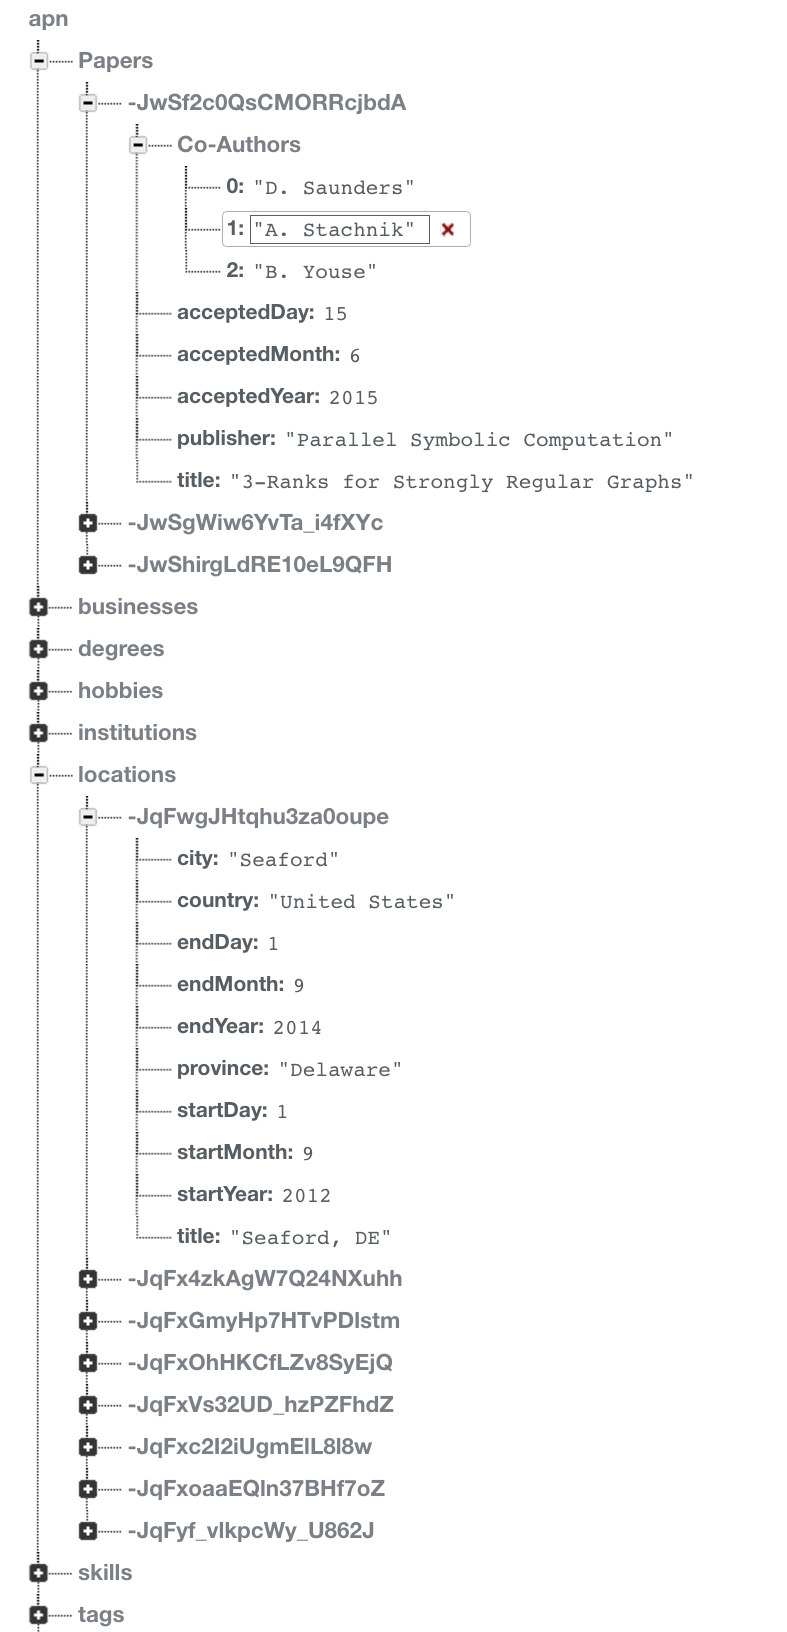 apn
Papers
-JwSf2c0QsCMORRcjbdA
Co-Authors
0: "D. Saunders"
1: "A. Stachnik"
2: "B. Youse"
acceptedDay: 15
acceptedMonth: 6
acceptedYear: 2015
publisher: "Parallel Symbolic Computation"
title: "3-Ranks for Strongly Regular Graphs"
-JwSgWiw6YvTa_i4fXYc
-JwShirgLdRE10eL9QFH
businesses
degrees
hobbies
institutions
locations
-JqFwgJHtqhu3za0oupe
city: "Seaford"
country: "United States"
endDay: 1
endMonth: 9
endYear: 2014
province: "Delaware"
startDay: 1
startMonth: 9
startYear: 2012
title: "Seaford, DE"
-JqFx4zkAgW7Q24NXuhh
-JqFxGmyHp7HTvPDlstm
-JqFxOhHKCfLZv8SyEjQ
-JqFxVs32UD_hzPZFhdZ
-JqFxc2I2iUgmElL8I8w
-JqFxoaaEQln37BHf7oZ
-JqFyf_vlkpcWy_U862J
skills
tags